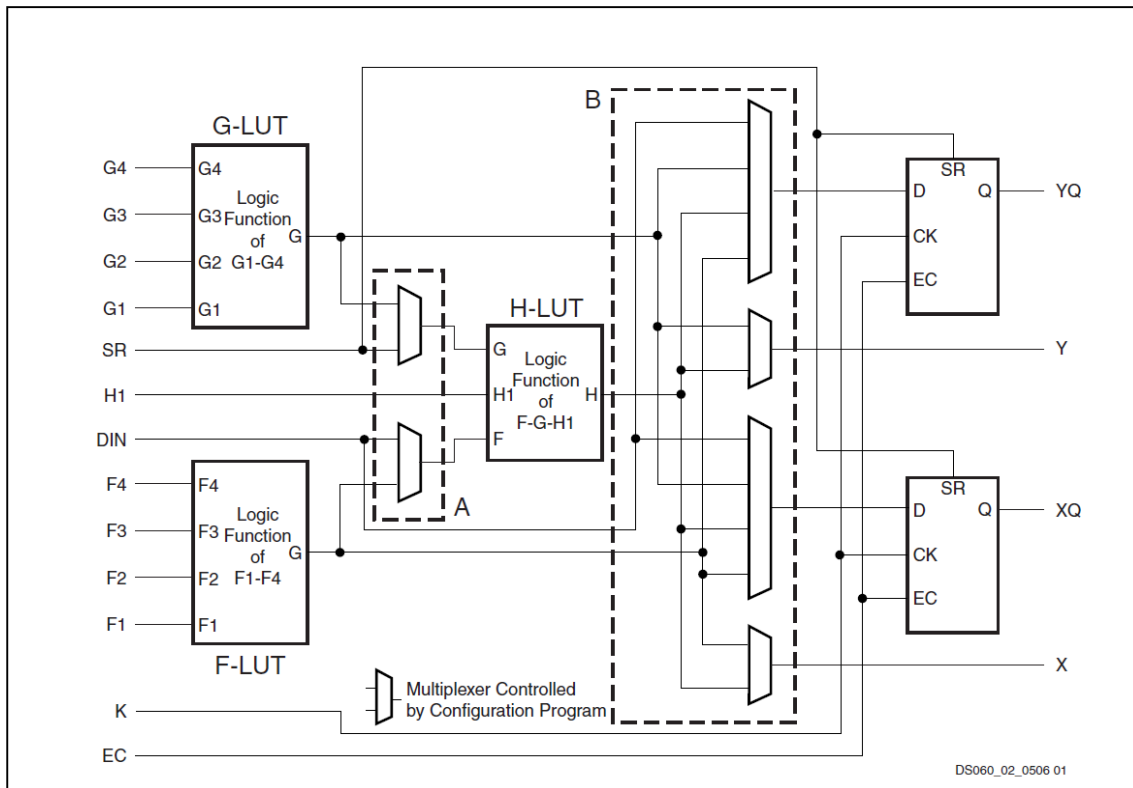 B
G-LUT
SR
G4
G4
Logic
Function
of
G1-G4
G3
G3
G
G2
G2
G1
G1
D
Q
YQ
CK
EC
SR
H-LUT
G
Logic
Function
of
F-G-H1
Y
H1
H1
H
DIN
F
F4
F4
A
SR
Logic
Function
of
F1-F4
F3
F3
G
D
Q
XQ
F2
F2
CK
EC
F1
F1
F-LUT
X
Multiplexer Controlled
by Configuration Program
K
EC
DS060_02_0506 01